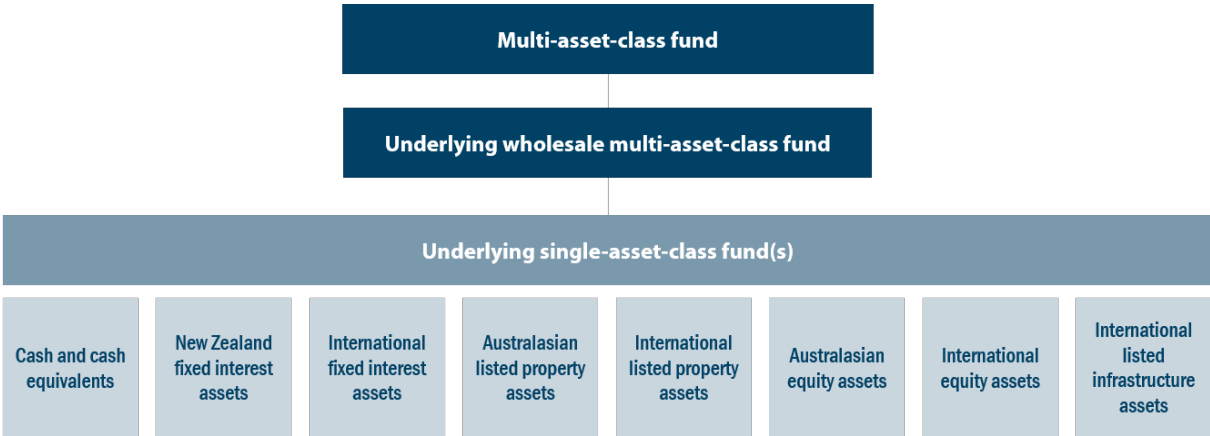 Multi-asset-class fund
Underlying wholesale multi-asset-class fund
Underlying single-asset-class fund(s)
Cash and cash
equivalents
New Zealand
fixed interest
assets
International
fixed interest
assets
Australasian
listed property
assets
International
listed property
assets
Australasian
equity assets
International
equity assets
International
listed
infrastructure
assets